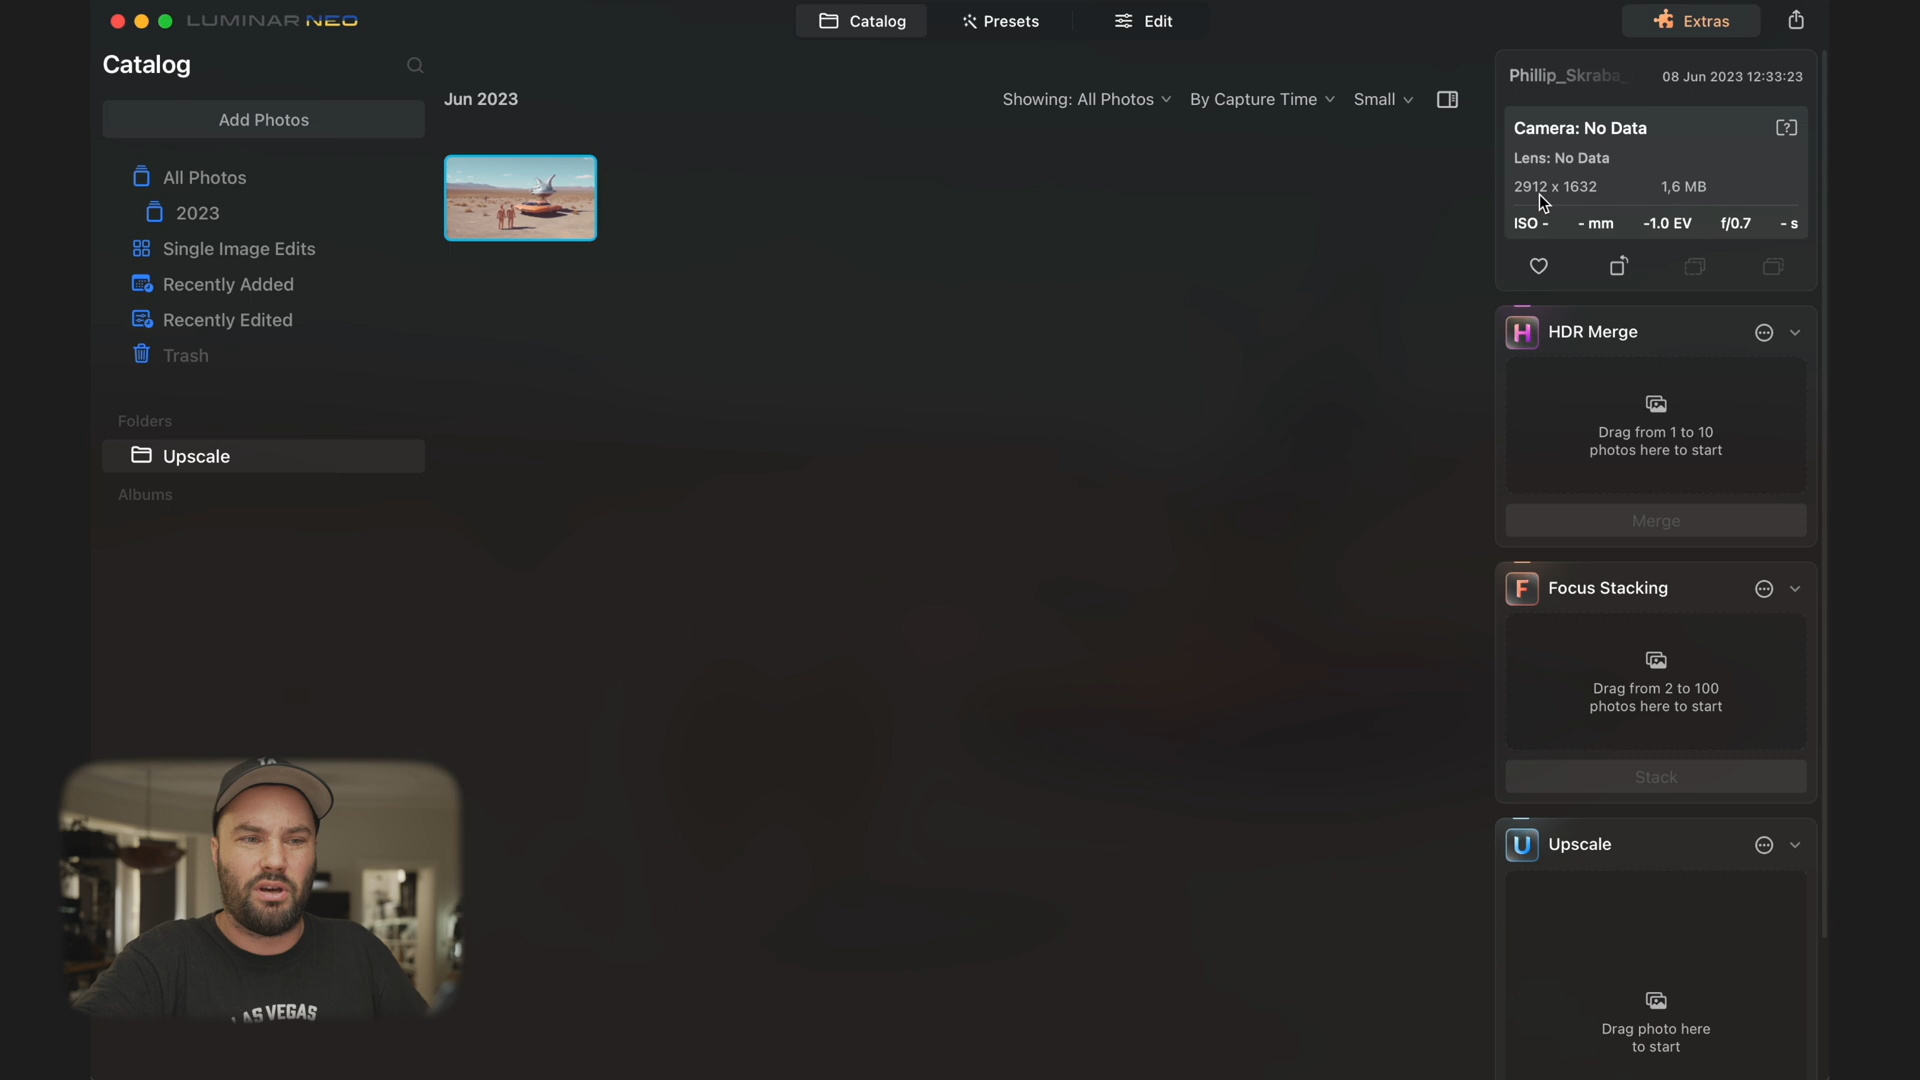 LUMINAR NEO
Catalog
Presets
Edit
Extras
Catalog
Add Photos
All Photos
2023
Single Image Edits
Recently Added
Recently Edited
Trash
Folders
Upscale
Albums
Jun 2023
Showing: All Photos
By Capture Time
Small
Phillip_Skraba_
08 Jun 2023 12:33:23
Camera: No Data
Lens: No Data
2912 x 1632
1,6 MB
ISO -
- mm
-1.0 EV
f/0.7
- s
H HDR Merge
Drag from 1 to 10
photos here to start
Merge
F Focus Stacking
Drag from 2 to 100
photos here to start
Stack
U Upscale
Drag photo here
to start
LAS VEGAS